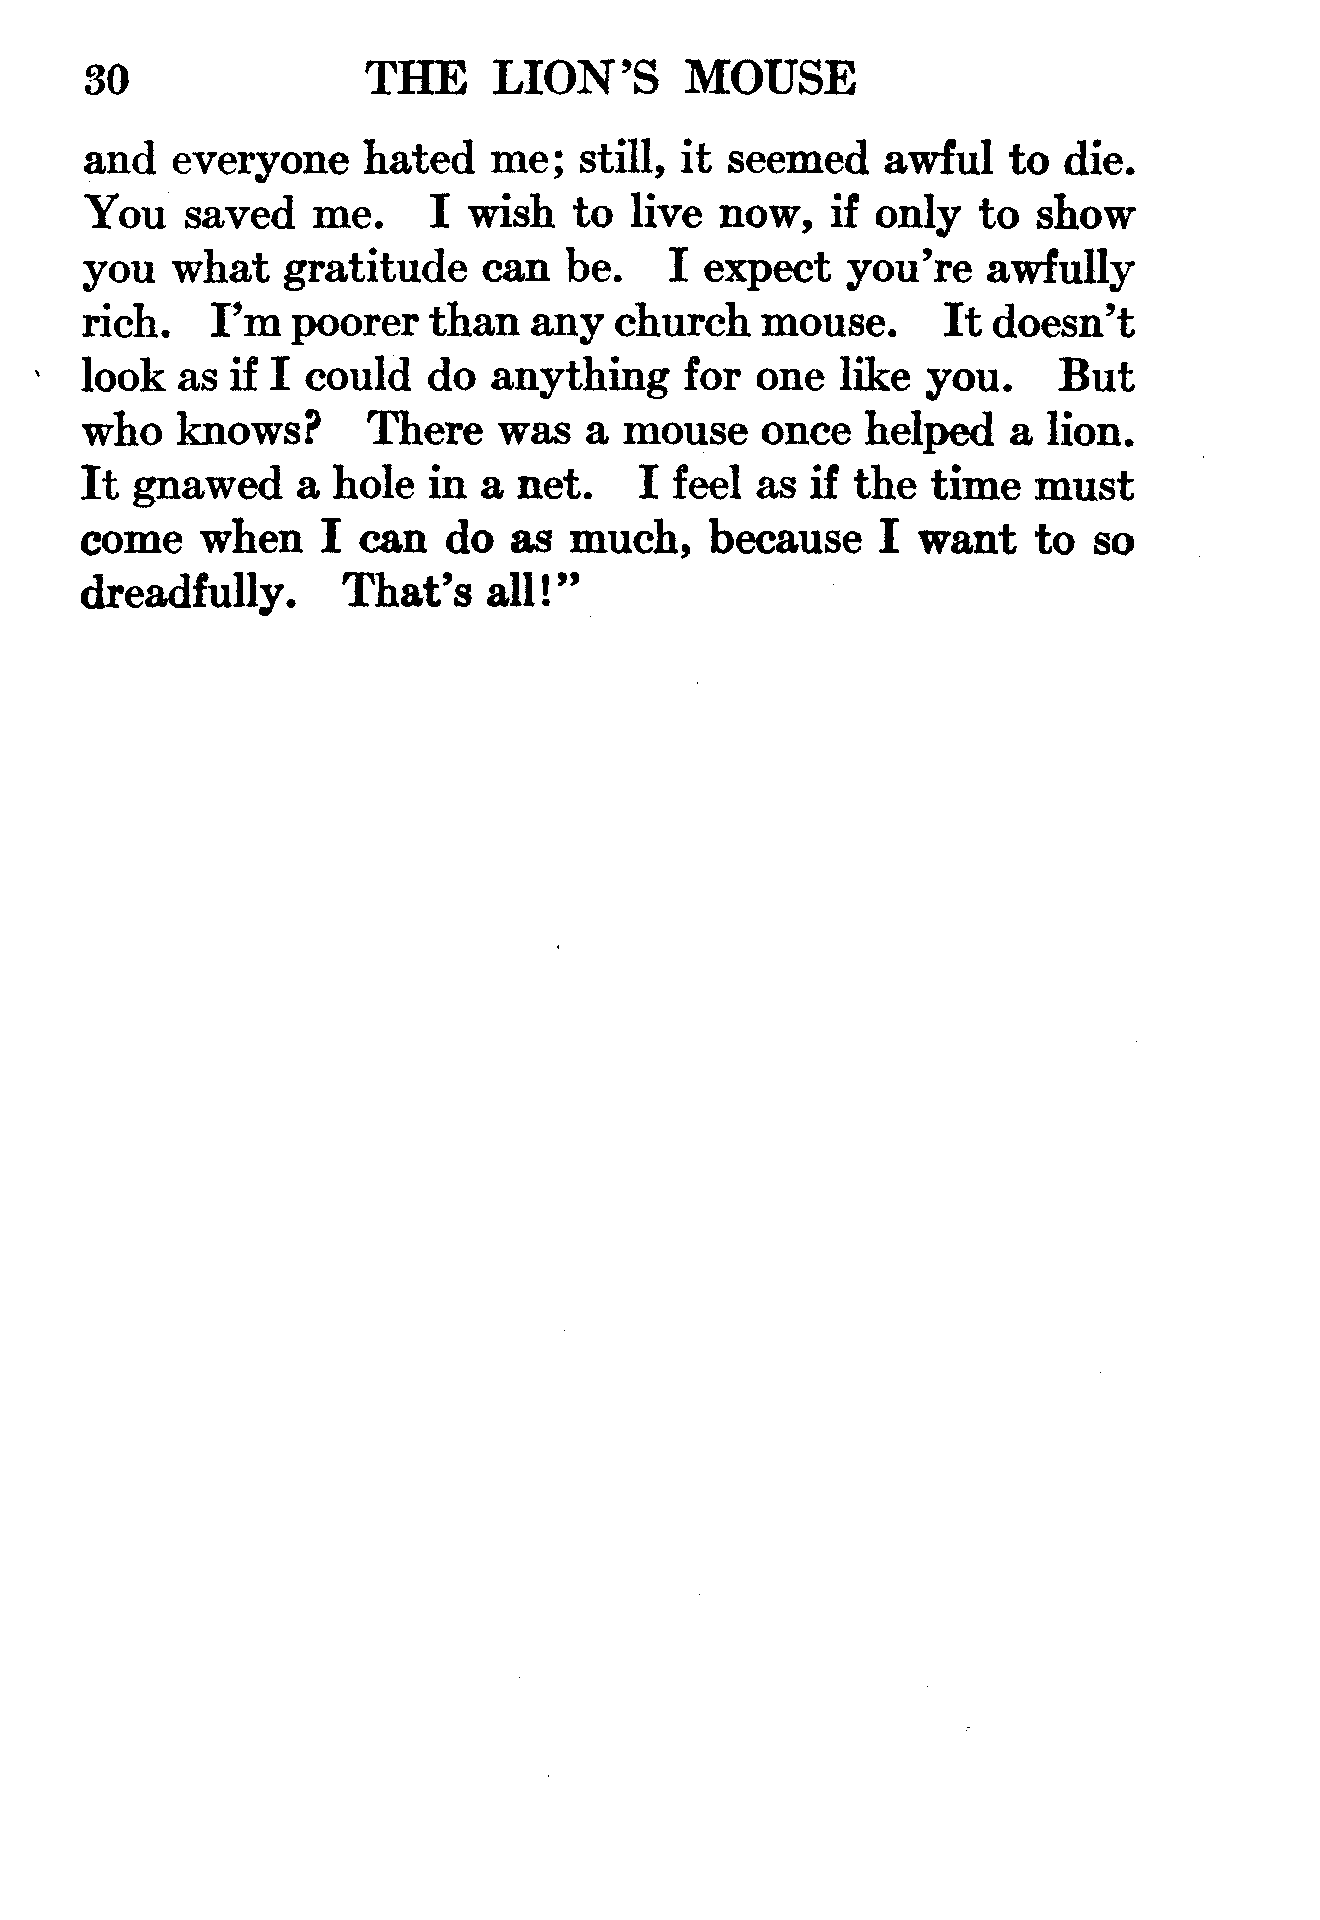 30 THE LION'S MOUSE
and everyone hated me; still, it seemed awful to die.
You saved me. I wish to live now, if only to show
you what gratitude can be. I expect you're awfully
rich. I'm poorer than any church mouse. It doesn't
look as if I could do anything for one like you. But
who knows? There was a mouse once helped a lion.
It gnawed a hole in a net. I feel as if the time must
come when I can do as much, because I want to so
dreadfully. That's all!”